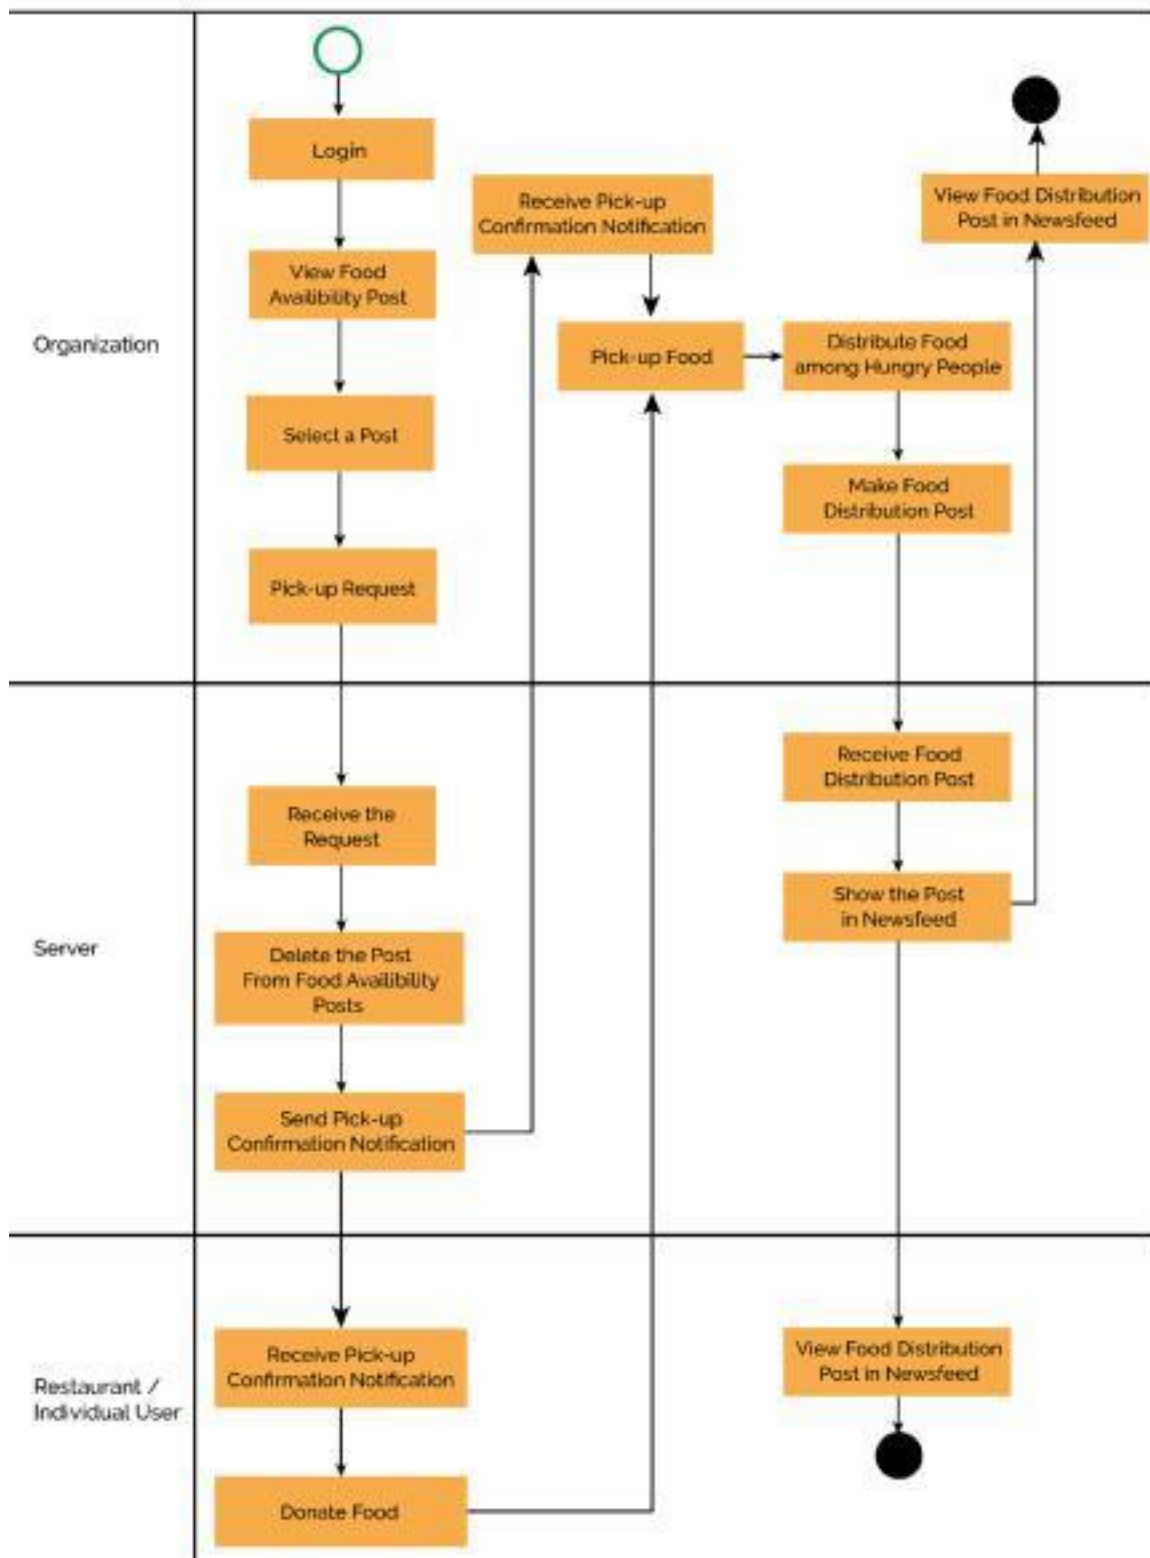 Organization
Login
View Food
Availibility Post
Select a Post
Pick-up Request
Receive Pick-up
Confirmation Notification
Pick-up Food
Distribute Food
among Hungry People
Make Food
Distribution Post
View Food Distribution
Post in Newsfeed
Server
Receive the
Request
Delete the Post
From Food Availibility
Posts
Send Pick-up
Confirmation Notification
Receive Food
Distribution Post
Show the Post
in Newsfeed
Restaurant /
Individual User
Receive Pick-up
Confirmation Notification
Donate Food
View Food Distribution
Post in Newsfeed